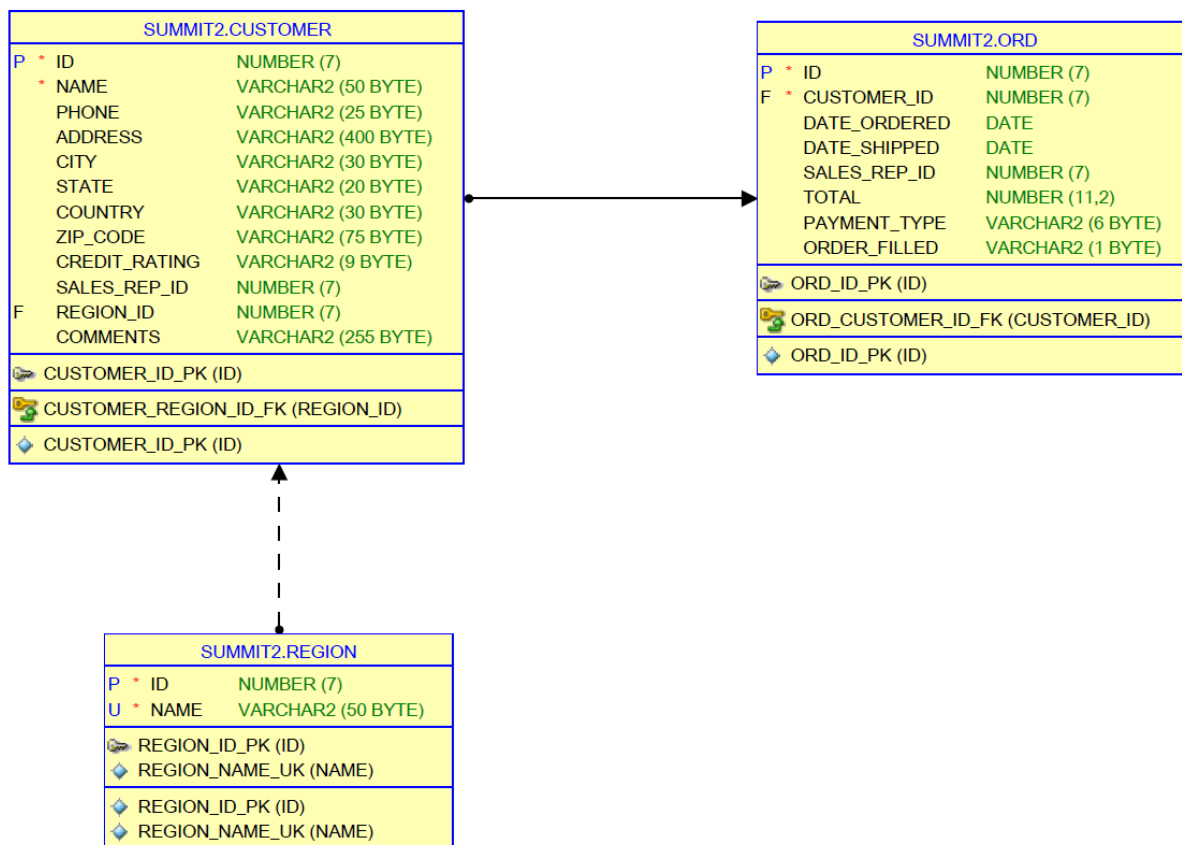 SUMMIT2.CUSTOMER
P * ID NUMBER (7)
* NAME VARCHAR2 (50 BYTE)
PHONE VARCHAR2 (25 BYTE)
ADDRESS VARCHAR2 (400 BYTE)
CITY VARCHAR2 (30 BYTE)
STATE VARCHAR2 (20 BYTE)
COUNTRY VARCHAR2 (30 BYTE)
ZIP_CODE VARCHAR2 (75 BYTE)
CREDIT_RATING VARCHAR2 (9 BYTE)
SALES_REP_ID NUMBER (7)
F REGION_ID NUMBER (7)
COMMENTS VARCHAR2 (255 BYTE)
CUSTOMER_ID_PK (ID)
CUSTOMER_REGION_ID_FK (REGION_ID)
CUSTOMER_ID_PK (ID)
SUMMIT2.ORD
P * ID NUMBER (7)
F * CUSTOMER_ID NUMBER (7)
DATE_ORDERED DATE
DATE_SHIPPED DATE
SALES_REP_ID NUMBER (7)
TOTAL NUMBER (11,2)
PAYMENT_TYPE VARCHAR2 (6 BYTE)
ORDER_FILLED VARCHAR2 (1 BYTE)
ORD_ID_PK (ID)
ORD_CUSTOMER_ID_FK (CUSTOMER_ID)
ORD_ID_PK (ID)
SUMMIT2.REGION
P * ID NUMBER (7)
U * NAME VARCHAR2 (50 BYTE)
REGION_ID_PK (ID)
REGION_NAME_UK (NAME)
REGION_ID_PK (ID)
REGION_NAME_UK (NAME)